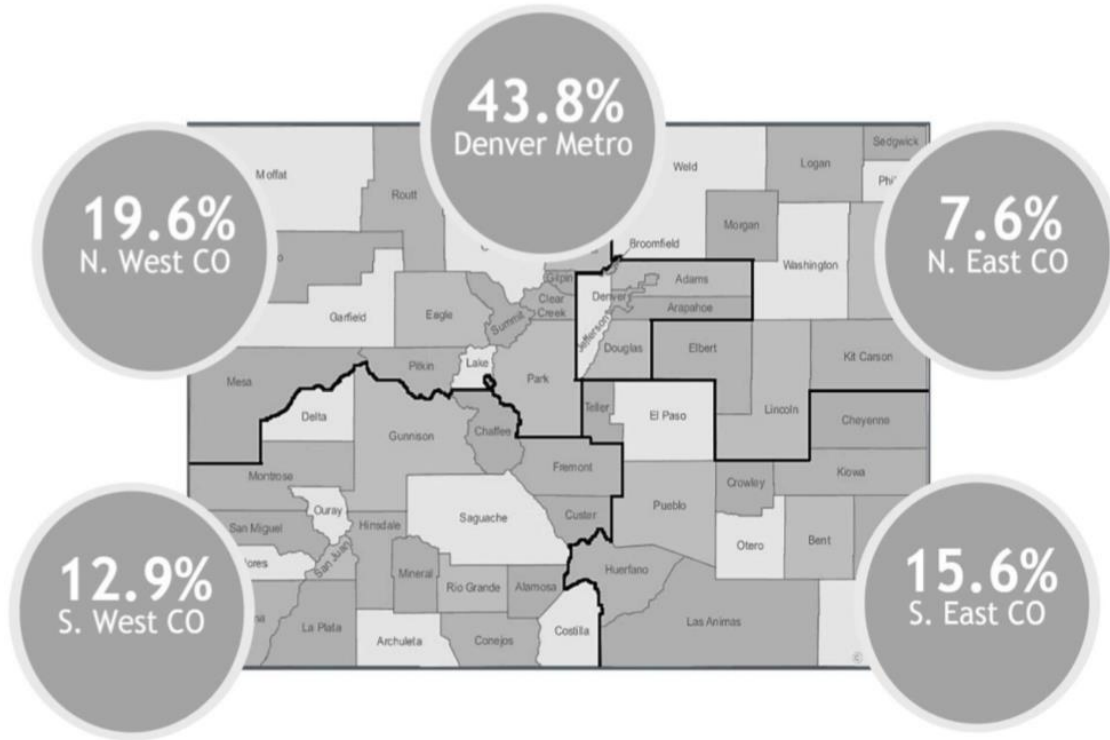 43.8%
Denver Metro
19.6%
N. West CO
7.6%
N. East CO
12.9%
S. West CO
15.6%
S. East CO
Moffat
Routt
Weld
Logan
Sedgwick
Morgan
Washington
Broomfield
Gilpin
Clear
Creek
Adams
Denver
Arapahoe
Jefferson
Garfield
Eagle
Summit
Douglas
Elbert
Kit Carson
Mesa
Pitkin
Lake
Park
Lincoln
Delta
Gunnison
Chaffee
Teller
El Paso
Cheyenne
Montrose
Fremont
Kiowa
Crowley
Pueblo
Ouray
Saguache
Custer
San Miguel
Hinsdale
Otero
Bent
San Juan
Mineral
Rio Grande
Alamosa
Huerfano
La Plata
Archuleta
Conejos
Costilla
Las Animas
©